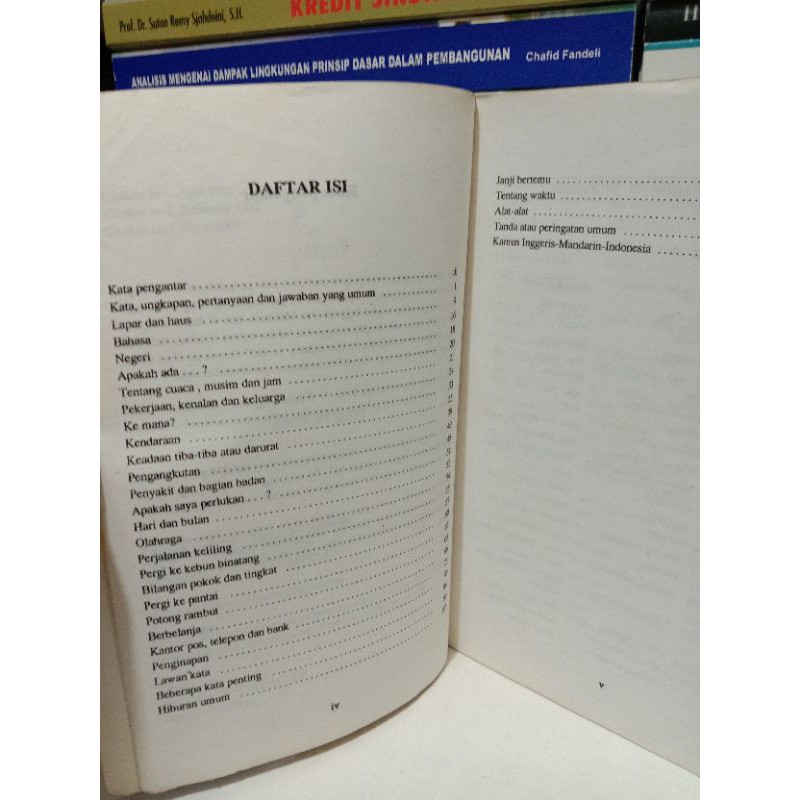 Prof. Dr. Sutan Remy Sjahdeini, S.H.
KREDIT
ANALISIS MENGENAI DAMPAK LINGKUNGAN PRINSIP DASAR DALAM PEMBANGUNAN Chafid Fandeli
H
DAFTAR ISI
Kata pengantar
Kata, ungkapan, pertanyaan dan jawaban yang umum
Lapar dan haus
Bahasa
Negeri
Apakah ada . . . ?
Tentang cuaca , musim dan jam
Pekerjaan, kenalan dan keluarga
Ke mana?
Kendaraan
Keadaan tiba-tiba atau darurat
Pengangkutan
Penyakit dan bagian badan
Apakah saya perlukan . . . ?
Hari dan bulan
Olahraga
Perjalanan keliling
Pergi ke kebun binatang
Bilangan pokok dan tingkat
Pergi ke pantai
Potong rambut
Berbelanja
Kantor pos, telepon dan bank
Penginapan
Lawan kata
Beberapa kata penting
Hiburan umum
iv
Janji bertemu
Tentang waktu
Alat-alat
Tanda atau peringatan umum
Kamus Inggeris-Mandarin-Indonesia
v